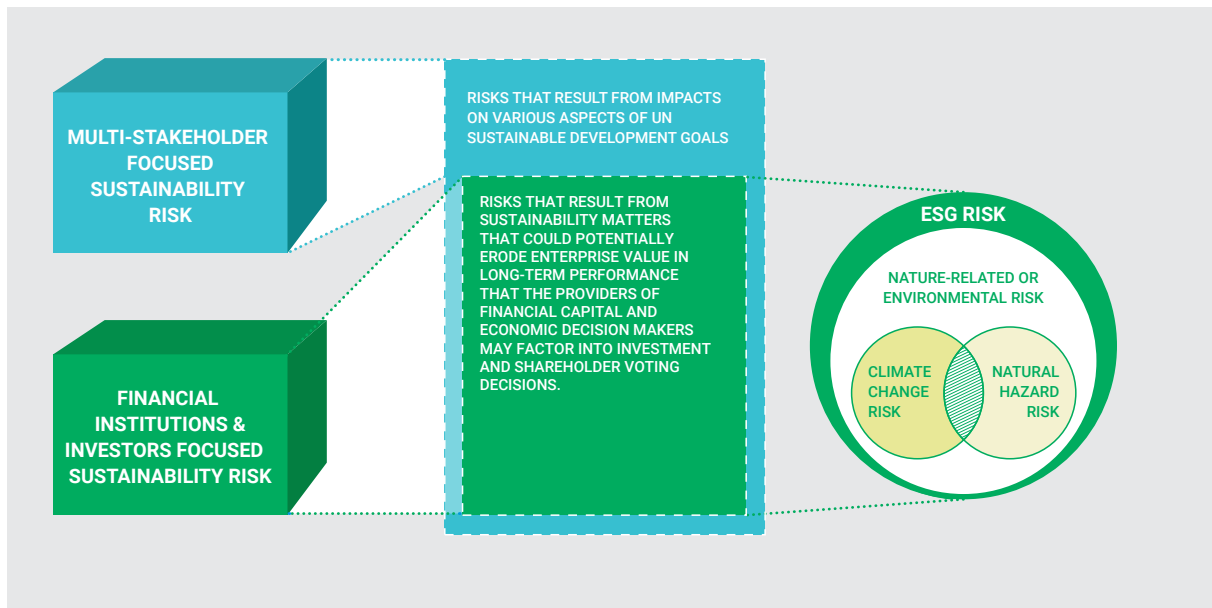 MULTI-STAKEHOLDER
FOCUSED
SUSTAINABILITY
RISK
FINANCIAL
INSTITUTIONS &
INVESTORS FOCUSED
SUSTAINABILITY RISK
RISKS THAT RESULT FROM IMPACTS
ON VARIOUS ASPECTS OF UN
SUSTAINABLE DEVELOPMENT GOALS
RISKS THAT RESULT FROM
SUSTAINABILITY MATTERS
THAT COULD POTENTIALLY
ERODE ENTERPRISE VALUE IN
LONG-TERM PERFORMANCE
THAT THE PROVIDERS OF
FINANCIAL CAPITAL AND
ECONOMIC DECISION MAKERS
MAY FACTOR INTO INVESTMENT
AND SHAREHOLDER VOTING
DECISIONS.
ESG RISK
NATURE-RELATED OR
ENVIRONMENTAL RISK
CLIMATE
CHANGE
RISK
NATURAL
HAZARD
RISK